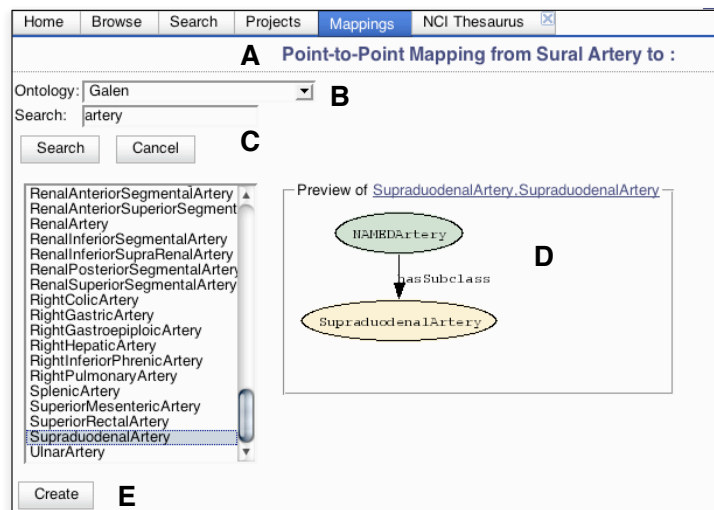 Home Browse Search Projects Mappings NCI Thesaurus
A Point-to-Point Mapping from Sural Artery to :
Ontology: Galen B
Search: artery
C
Search Cancel
RenalAnteriorSegmentalArtery
RenalAnteriorSuperiorSegment
RenalArtery
RenalInferiorSegmentalArtery
RenalInferiorSupraRenalArtery
RenalPosteriorSegmentalArtery
RenalSuperiorSegmentalArtery
RightColicArtery
RightGastricArtery
RightGastroepiploicArtery
RightHepaticArtery
RightInferiorPhrenicArtery
RightPulmonaryArtery
SplenicArtery
SuperiorMesentericArtery
SuperiorRectalArtery
SupraduodenalArtery
UlnarArtery
Preview of SupraduodenalArtery,SupraduodenalArtery
NAMEDArtery
D
hasSubclass
SupraduodenalArtery
Create E